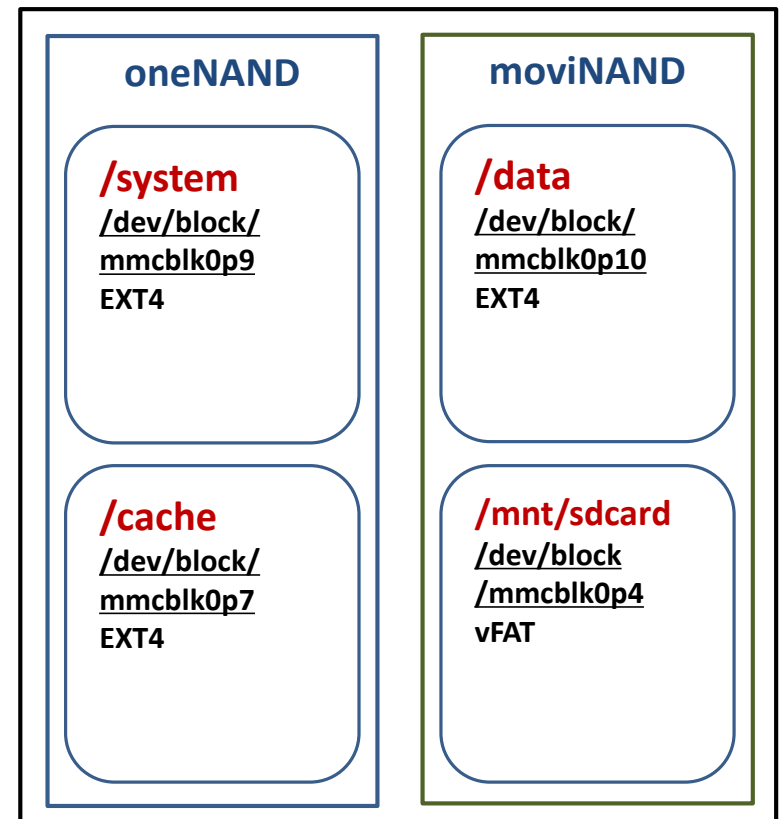 oneNAND
/system
/dev/block/
mmcblk0p9
EXT4
/cache
/dev/block/
mmcblk0p7
EXT4
moviNAND
/data
/dev/block/
mmcblk0p10
EXT4
/mnt/sdcard
/dev/block
/mmcblk0p4
vFAT